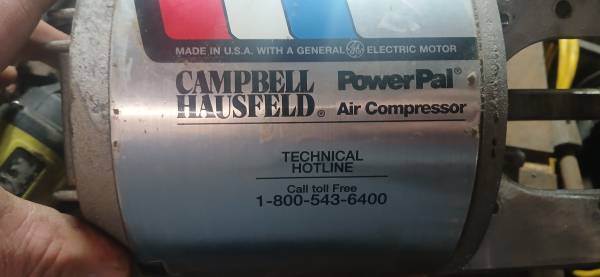 MADE IN U.S.A. WITH A GENERAL GE ELECTRIC MOTOR
CAMPBELL HAUSFELD® PowerPal® Air Compressor
TECHNICAL
HOTLINE
Call toll Free
1-800-543-6400